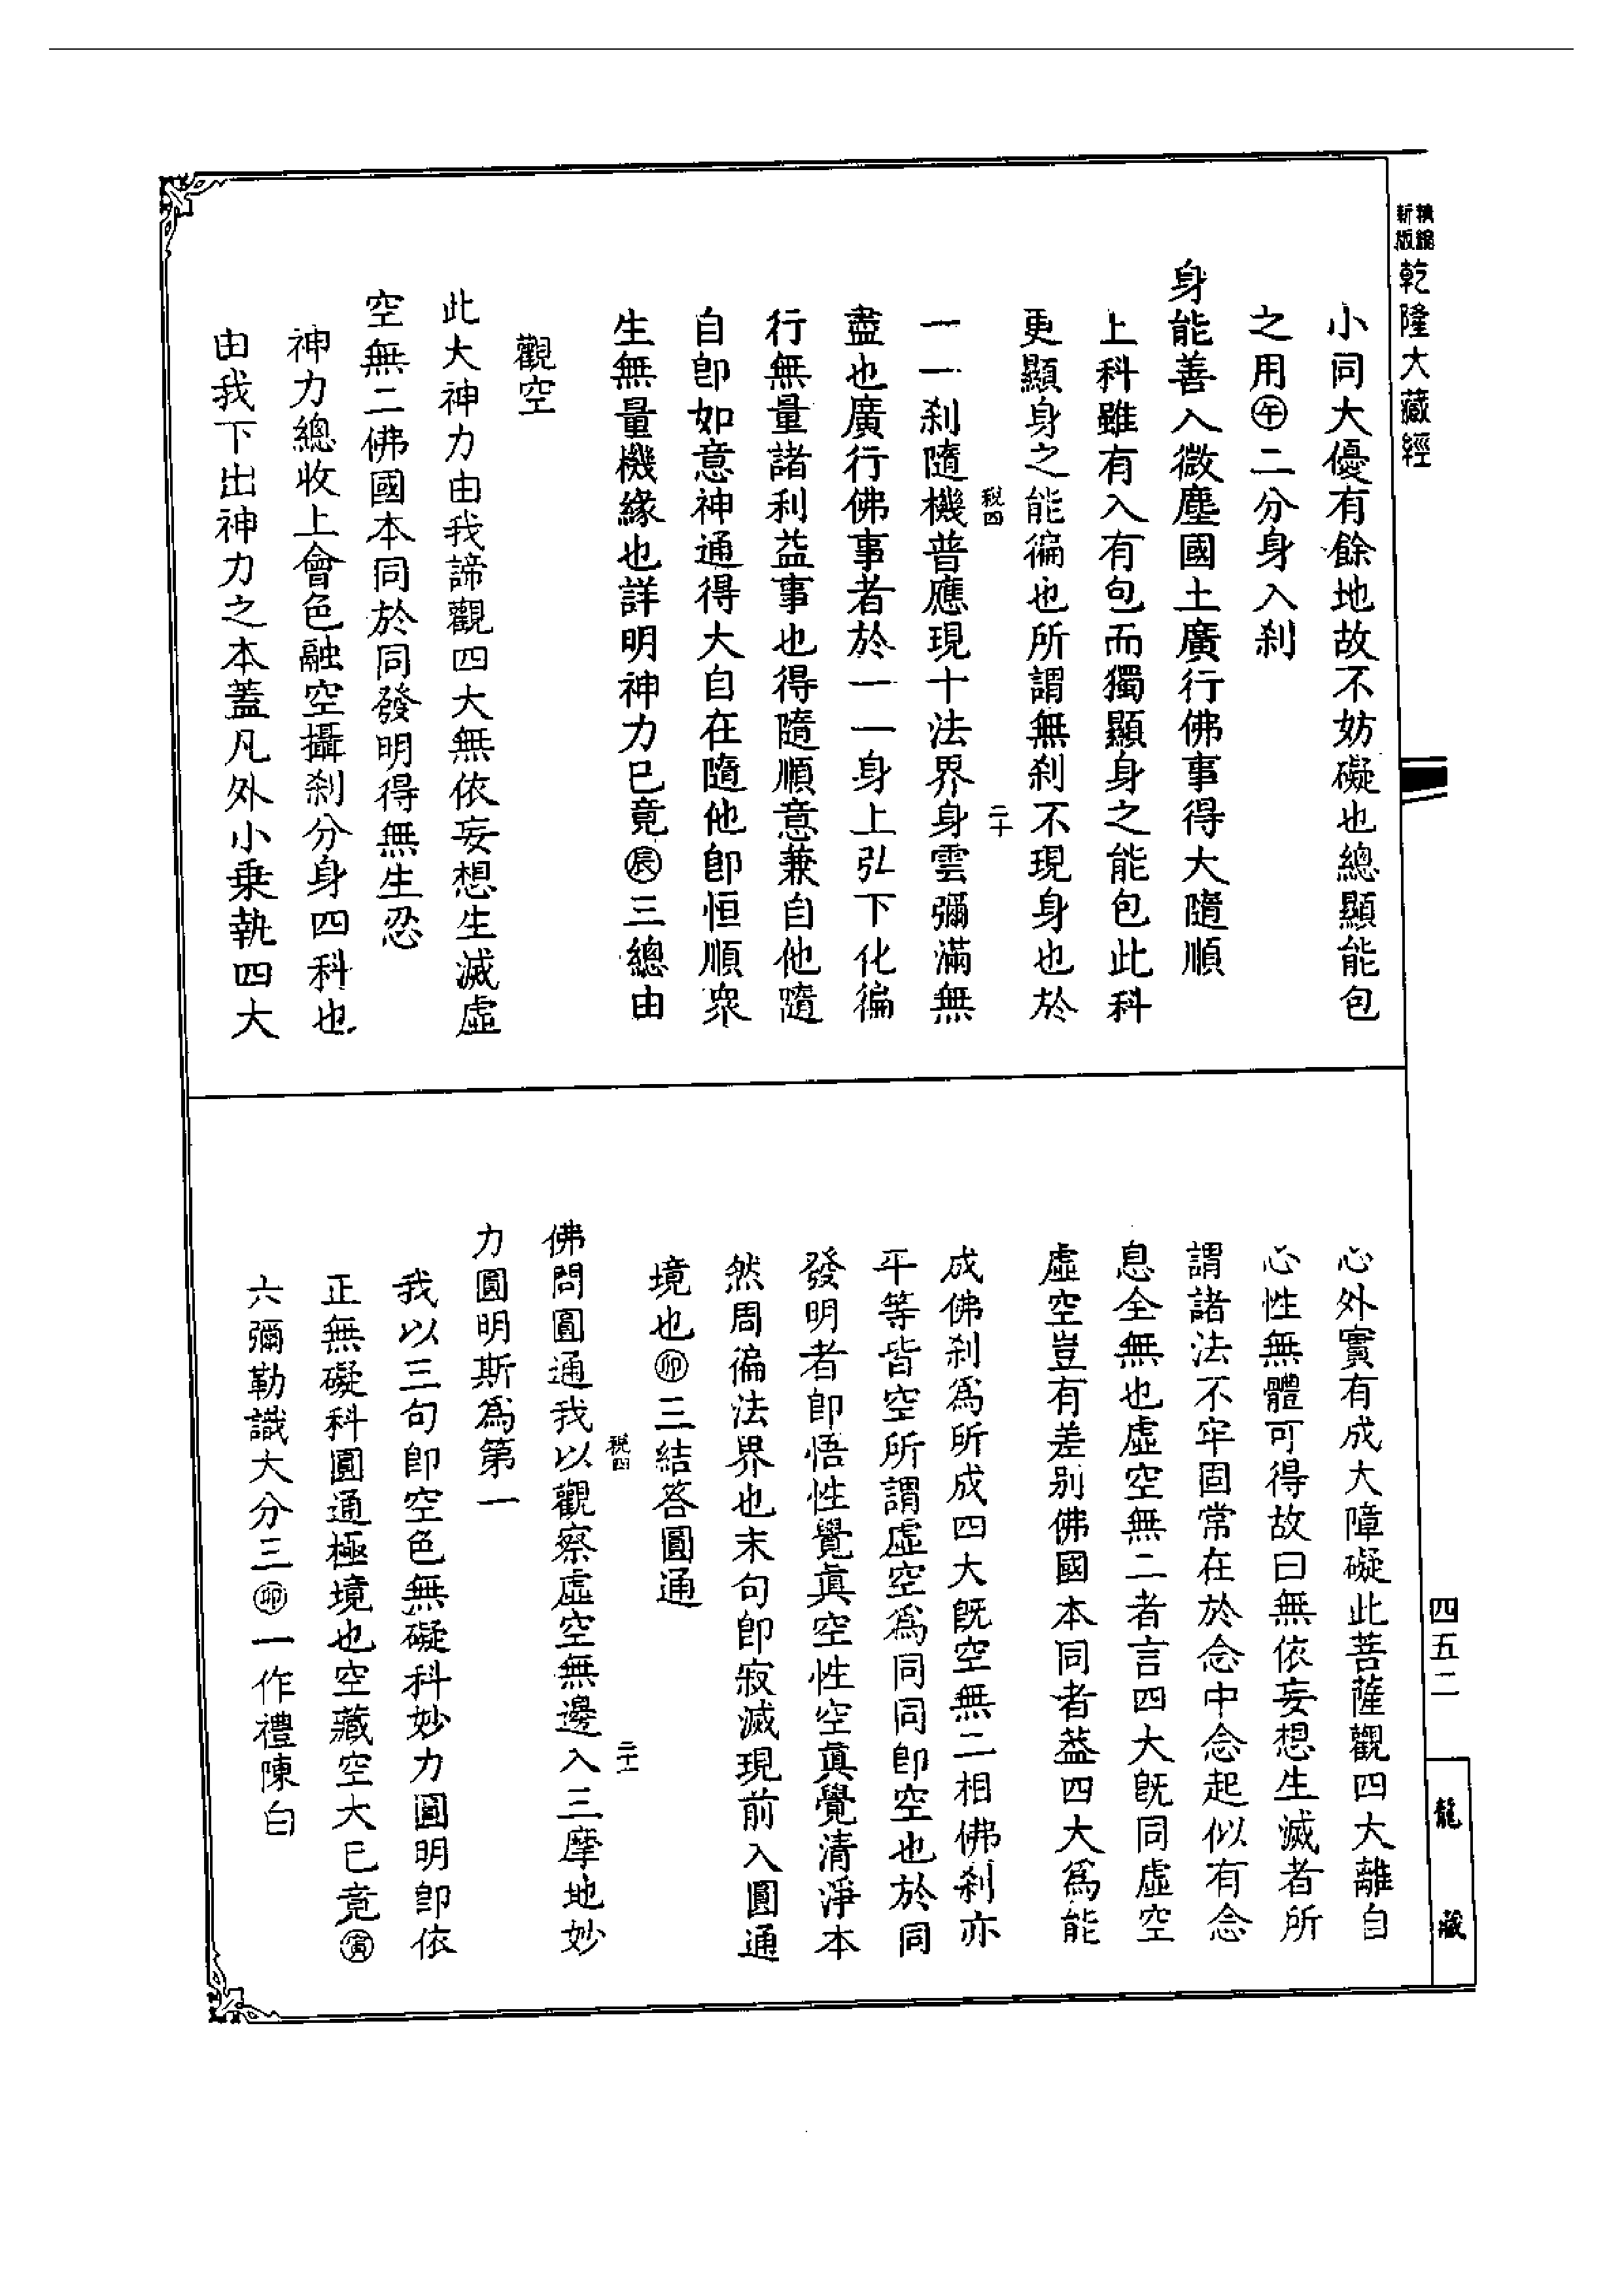 精縮
新版
乾隆大藏經
小同大優有餘地故不妨礙也總顯能包
之用㊤二分身入刹
身能善入微塵國土廣行佛事得大隨順
上科雖有入有包而獨顯身之能包此科
更顯身之能徧也所謂無刹不現身也於
稅四
二十
一一刹隨機普應現十法界身雲彌滿無
盡也廣行佛事者於一一身上弘下化徧
行無量諸利益事也得隨順意兼自他隨
自卽如意神通得大自在隨他卽恒順衆
生無量機緣也詳明神力已竟辰三總由
觀空
此大神力由我諦觀四大無依妄想生滅虛
空無二佛國本同於同發明得無生忍
神力總收上會色融空攝刹分身四科也
由我下出神力之本蓋凡外小乗執四大
心外實有成大障礙此菩薩觀四大離自
心性無體可得故曰無依妄想生滅者所
謂諸法不牢固常在於念中念起似有念
息全無也虛空無二者言四大旣同虛空
虛空豈有差别佛國本同者葢四大爲能
成佛刹爲所成四大旣空無二相佛刹亦
平等皆空所謂虛空爲同同卽空也於同
發明者卽悟性覺眞空性空眞覺清淨本
然周徧法界也末句卽寂滅現前入圓通
境也卯三結答圓通
稅四
二十一
佛問圓通我以觀察虛空無邊入三摩地妙
力圓明斯爲第一
我以三句卽空色無礙科妙力圓明卽依
正無礙科圓通極境也空藏空大已竟寅
六彌勒識大分三卯一作禮陳白
四五二
龍藏